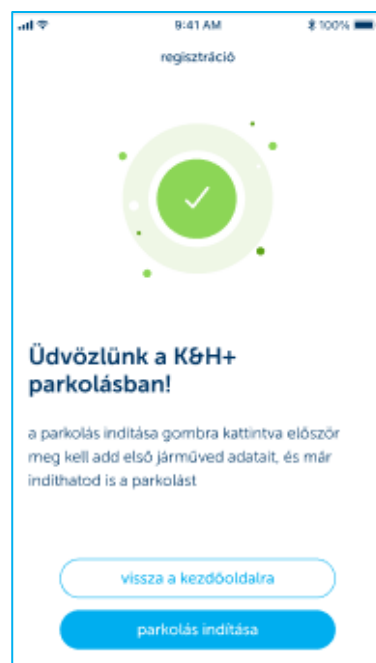 9:41 AM
100%
regisztráció
Üdvözlünk a K&H+
parkolásban!
a parkolás indítása gombra kattintva először
meg kell add első járműved adatait, és már
indíthatod is a parkolást
vissza a kezdőoldalra
parkolás indítása